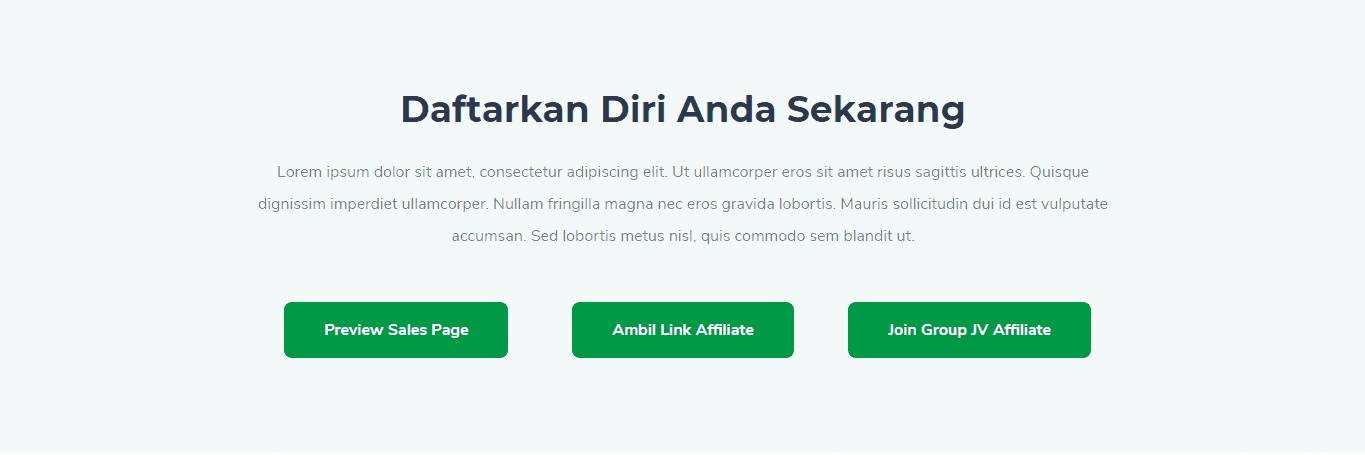 Daftarkan Diri Anda Sekarang
Lorem ipsum dolor sit amet, consectetur adipiscing elit. Ut ullamcorper eros sit amet risus sagittis ultrices. Quisque
dignissim imperdiet ullamcorper. Nullam fringilla magna nec eros gravida lobortis. Mauris sollicitudin dui id est vulputate
accumsan. Sed lobortis metus nisl, quis commodo sem blandit ut.
Preview Sales Page
Ambil Link Affiliate
Join Group JV Affiliate